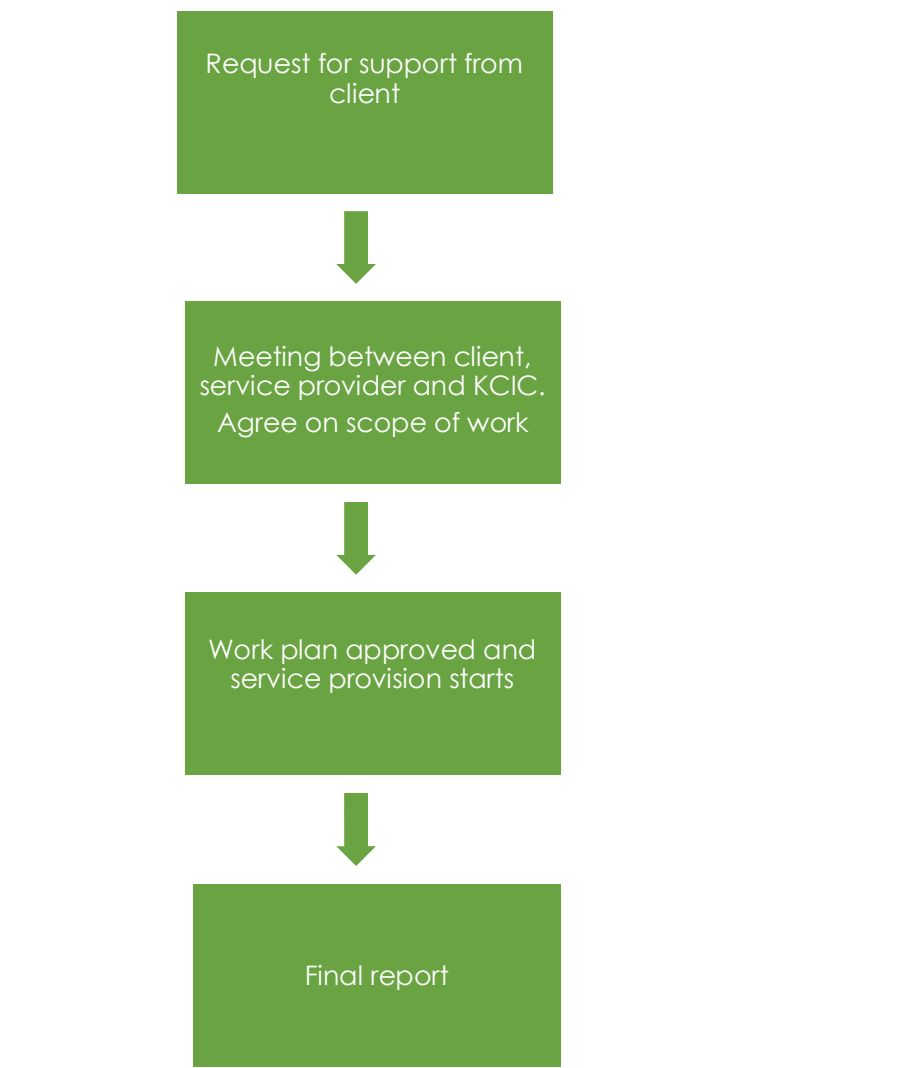 Request for support from
client
Meeting between client,
service provider and KCIC.
Agree on scope of work
Work plan approved and
service provision starts
Final report